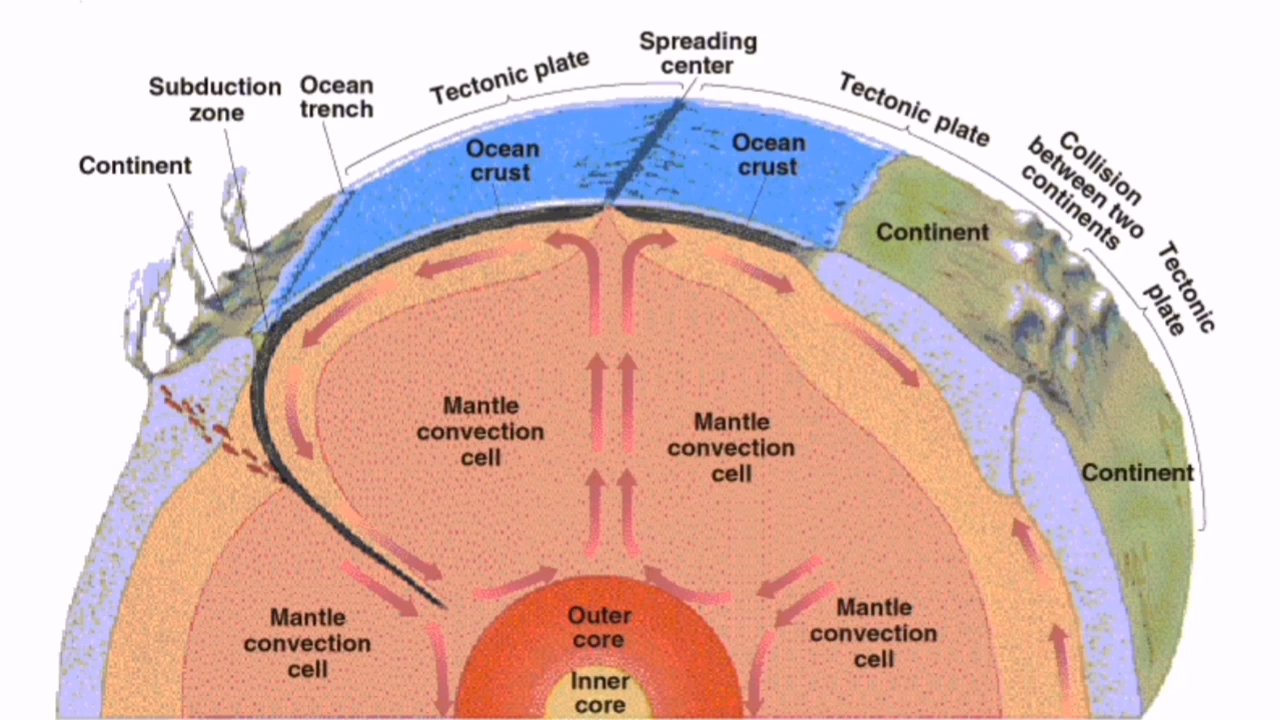 Spreading
center
Tectonic plate
Subduction
zone
Ocean
trench
Tectonic plate
Continent
Ocean
crust
Ocean
crust
Collision
between two
continents
Continent
Tectonic
plate
Mantle
convection
cell
Mantle
convection
cell
Continent
Mantle
convection
cell
Outer
core
Mantle
convection
cell
Inner
core